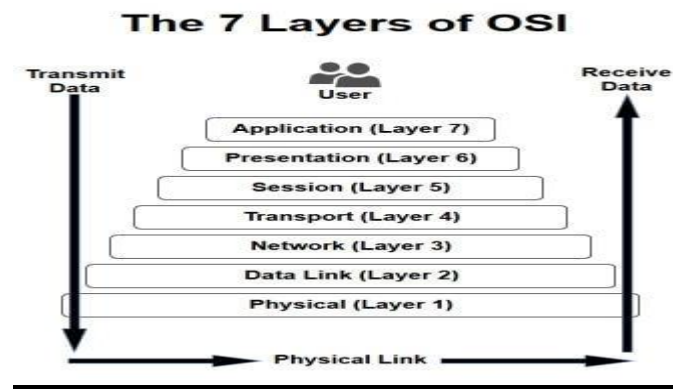 The 7 Layers of OSI
Transmit
Data
User
Receive
Data
Application (Layer 7)
Presentation (Layer 6)
Session (Layer 5)
Transport (Layer 4)
Network (Layer 3)
Data Link (Layer 2)
Physical (Layer 1)
Physical Link